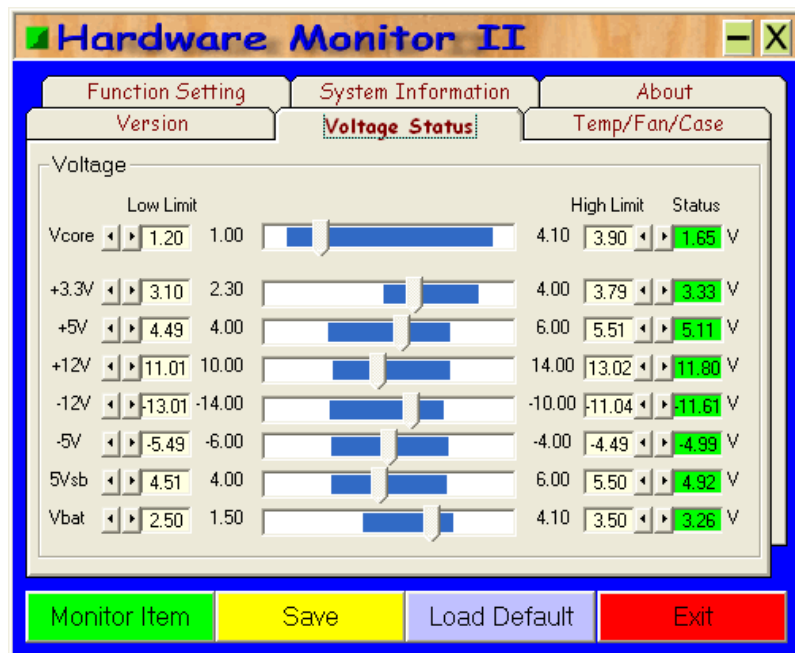 Hardware Monitor II
Function Setting System Information About
Version Voltage Status Temp/Fan/Case
Voltage
Low Limit High Limit Status
Vcore 1.20 1.00 4.10 3.90 1.65 V
+3.3V 3.10 2.30 4.00 3.79 3.33 V
+5V 4.49 4.00 6.00 5.51 5.11 V
+12V 11.01 10.00 14.00 13.02 11.80 V
-12V -13.01 -14.00 -10.00 -11.04 -11.61 V
-5V -5.49 -6.00 -4.00 -4.49 -4.99 V
5Vsb 4.51 4.00 6.00 5.50 4.92 V
Vbat 2.50 1.50 4.10 3.50 3.26 V
Monitor Item Save Load Default Exit